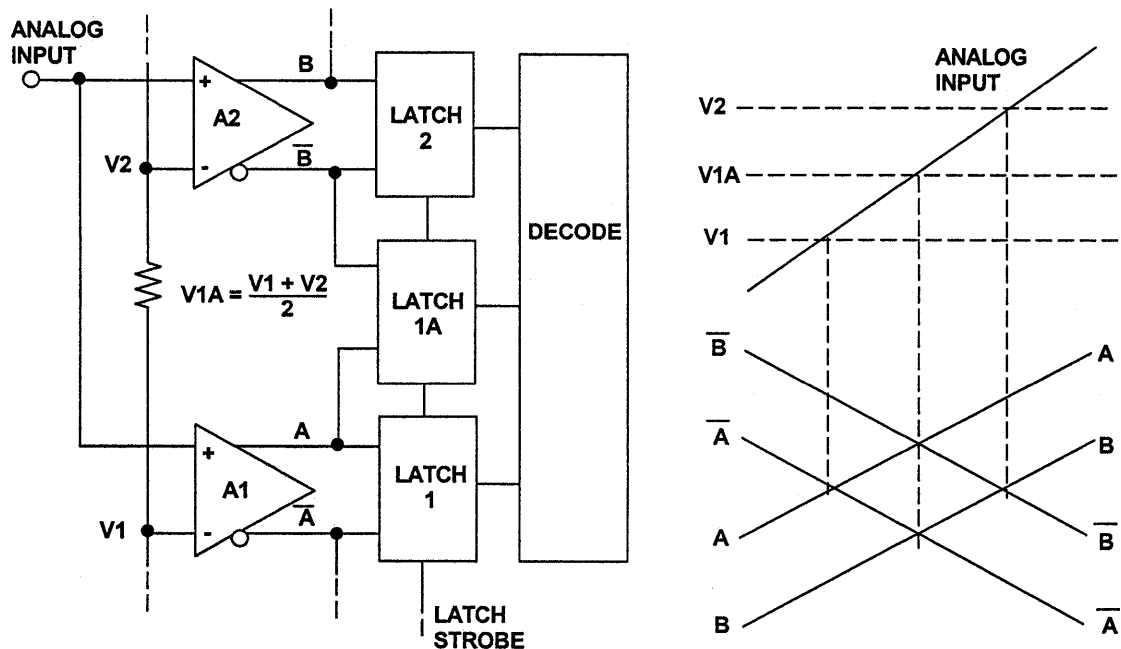 ANALOG
INPUT
B
+
A2
-
B̅
V2
LATCH
2
V1A = V1 + V2
2
LATCH
1A
DECODE
A
+
A1
-
A̅
V1
LATCH
1
LATCH
STROBE
ANALOG
INPUT
V2
V1A
V1
B̅
A
A̅
B
A
B̅
B
A̅